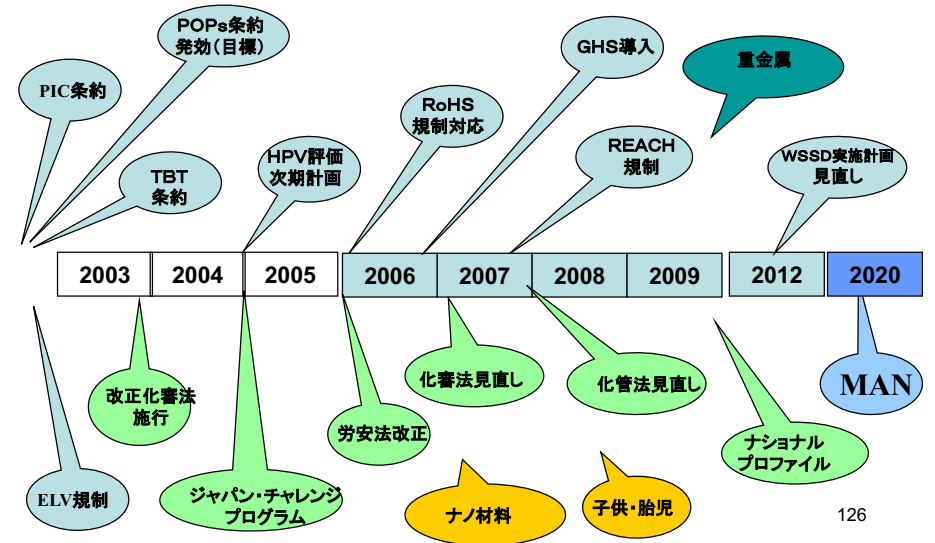 POPs条約
発効(目標)
GHS導入
重金属
PIC条約
RoHS
規制対応
REACH
規制
HPV評価
次期計画
WSSD実施計画
見直し
TBT
条約
2003
2004
2005
2006
2007
2008
2009
2012
2020
改正化審法
施行
化審法見直し
化管法見直し
MAN
労安法改正
ナショナル
プロファイル
ELV規制
ジャパン・チャレンジ
プログラム
ナノ材料
子供・胎児
126